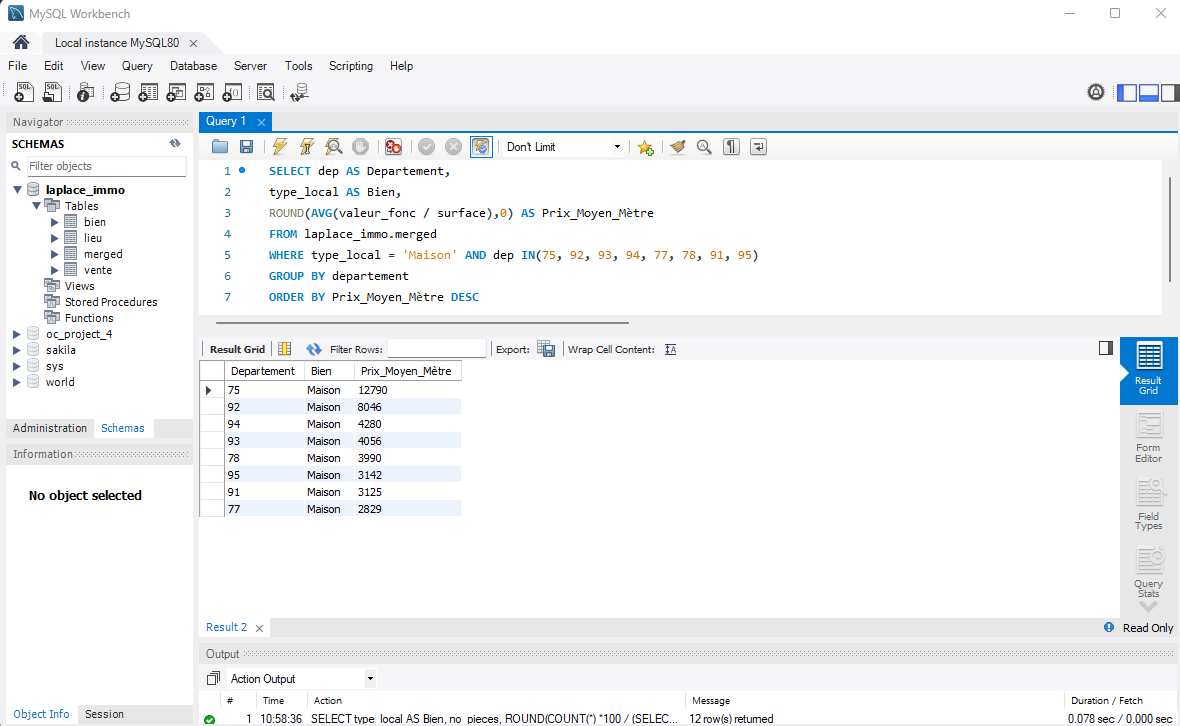 MySQL Workbench
Local instance MySQL80
File Edit View Query Database Server Tools Scripting Help
Navigator
SCHEMAS
Filter objects
laplace_immo
Tables
bien
lieu
merged
vente
Views
Stored Procedures
Functions
oc_project_4
sakila
sys
world
Administration Schemas
Information
No object selected
Object Info Session
Query 1
Don't Limit
1 SELECT dep AS Departement,
2 type_local AS Bien,
3 ROUND(AVG(valeur_fonc / surface),0) AS Prix_Moyen_Mètre
4 FROM laplace_immo.merged
5 WHERE type_local = 'Maison' AND dep IN(75, 92, 93, 94, 77, 78, 91, 95)
6 GROUP BY departement
7 ORDER BY Prix_Moyen_Mètre DESC
Result Grid Filter Rows: Export: Wrap Cell Content:
Departement Bien Prix_Moyen_Mètre
75 Maison 12790
92 Maison 8046
94 Maison 4280
93 Maison 4056
78 Maison 3990
95 Maison 3142
91 Maison 3125
77 Maison 2829
Result
Grid
Form
Editor
Field
Types
Query
Stats
Result 2
Read Only
Output
Action Output
# Time Action Message Duration / Fetch
1 10:58:36 SELECT type_local AS Bien, no_pieces, ROUND(COUNT(*) *100 / (SELEC... 12 row(s) returned 0.078 sec / 0.000 sec